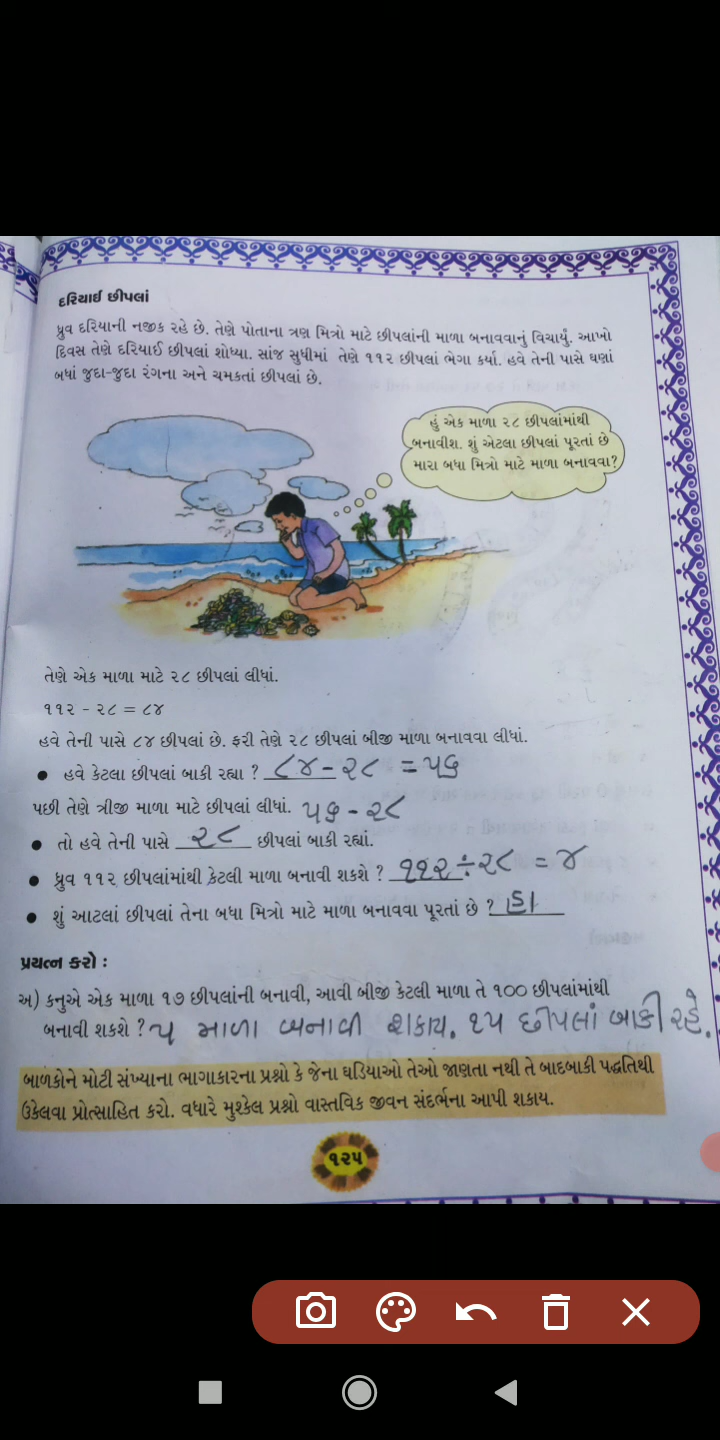 દરિયાઈ છીપલાં
ધ્રુવ દરિયાની નજીક રહે છે. તેણે પોતાના ત્રણ મિત્રો માટે છીપલાંની માળા બનાવવાનું વિચાર્યું. આખો
દિવસ તેણે દરિયાઈ છીપલાં શોધ્યા. સાંજ સુધીમાં તેણે ૧૧૨ છીપલાં ભેગા કર્યા. હવે તેની પાસે ઘણાં
બધાં જુદા-જુદા રંગના અને ચમકતાં છીપલાં છે.
હું એક માળા ૨૮ છીપલાંમાંથી
બનાવીશ. શું એટલા છીપલાં પૂરતાં છે
મારા બધા મિત્રો માટે માળા બનાવવા?
તેણે એક માળા માટે ૨૮ છીપલાં લીધાં.
૧૧૨ - ૨૮ = ૮૪
હવે તેની પાસે ૮૪ છીપલાં છે. ફરી તેણે ૨૮ છીપલાં બીજી માળા બનાવવા લીધાં.
• હવે કેટલા છીપલાં બાકી રહ્યા ? ૮૪-૨૮ = ૫૬
પછી તેણે ત્રીજી માળા માટે છીપલાં લીધાં. ૫૬ - ૨૮
• તો હવે તેની પાસે ૨૮ છીપલાં બાકી રહ્યાં.
• ધ્રુવ ૧૧૨ છીપલાંમાંથી કેટલી માળા બનાવી શકશે ? ૧૧૨ ÷ ૨૮ = ૪
• શું આટલાં છીપલાં તેના બધા મિત્રો માટે માળા બનાવવા પૂરતાં છે ? હા
પ્રયત્ન કરો :
અ) કનુએ એક માળા ૧૭ છીપલાંની બનાવી, આવી બીજી કેટલી માળા તે ૧૦૦ છીપલાંમાંથી
બનાવી શકશે ? ૫ માળા બનાવી શકાય. ૧૫ છીપલાં બાકી રહે.
બાળકોને મોટી સંખ્યાના ભાગાકારના પ્રશ્નો કે જેના ઘડિયાઓ તેઓ જાણતા નથી તે બાદબાકી પદ્ધતિથી
ઉકેલવા પ્રોત્સાહિત કરો. વધારે મુશ્કેલ પ્રશ્નો વાસ્તવિક જીવન સંદર્ભના આપી શકાય.
૧૨૫